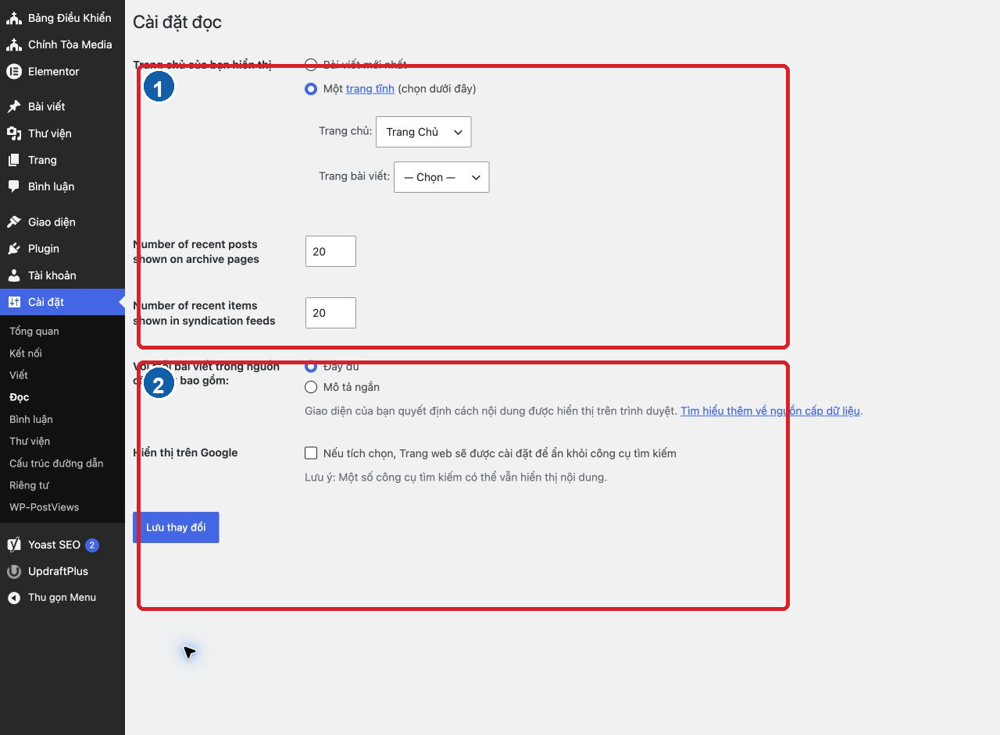 Bảng Điều Khiển
Chính Tòa Media
Elementor
Bài viết
Thư viện
Trang
Bình luận
Giao diện
Plugin
Tài khoản
Cài đặt
Tổng quan
Kết nối
Viết
Đọc
Bình luận
Thư viện
Cấu trúc đường dẫn
Riêng tư
WP-PostViews
Yoast SEO 2
UpdraftPlus
Thu gọn Menu
Cài đặt đọc
Trang chủ của bạn hiển thị
Bài viết mới nhất
1
Một trang tĩnh (chọn dưới đây)
Trang chủ: Trang Chủ
Trang bài viết: — Chọn —
Number of recent posts
shown on archive pages
20
Number of recent items
shown in syndication feeds
20
bài viết trong nguồn
bao gồm:
Đầy đủ
2
Mô tả ngắn
Giao diện của bạn quyết định cách nội dung được hiển thị trên trình duyệt. Tìm hiểu thêm về nguồn cấp dữ liệu.
Hiển thị trên Google
Nếu tích chọn, Trang web sẽ được cài đặt để ẩn khỏi công cụ tìm kiếm
Lưu ý: Một số công cụ tìm kiếm có thể vẫn hiển thị nội dung.
Lưu thay đổi